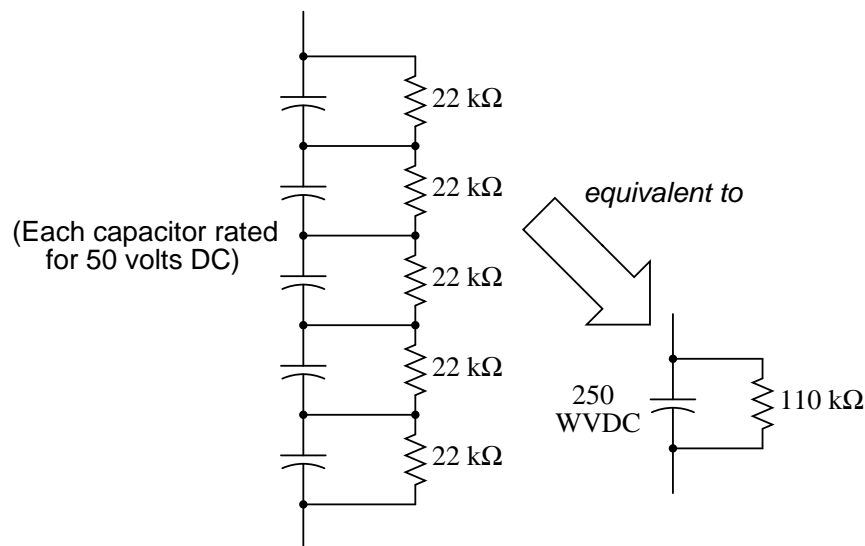 22 kΩ
22 kΩ
equivalent to
(Each capacitor rated
for 50 volts DC)
22 kΩ
22 kΩ
250
WVDC
110 kΩ
22 kΩ